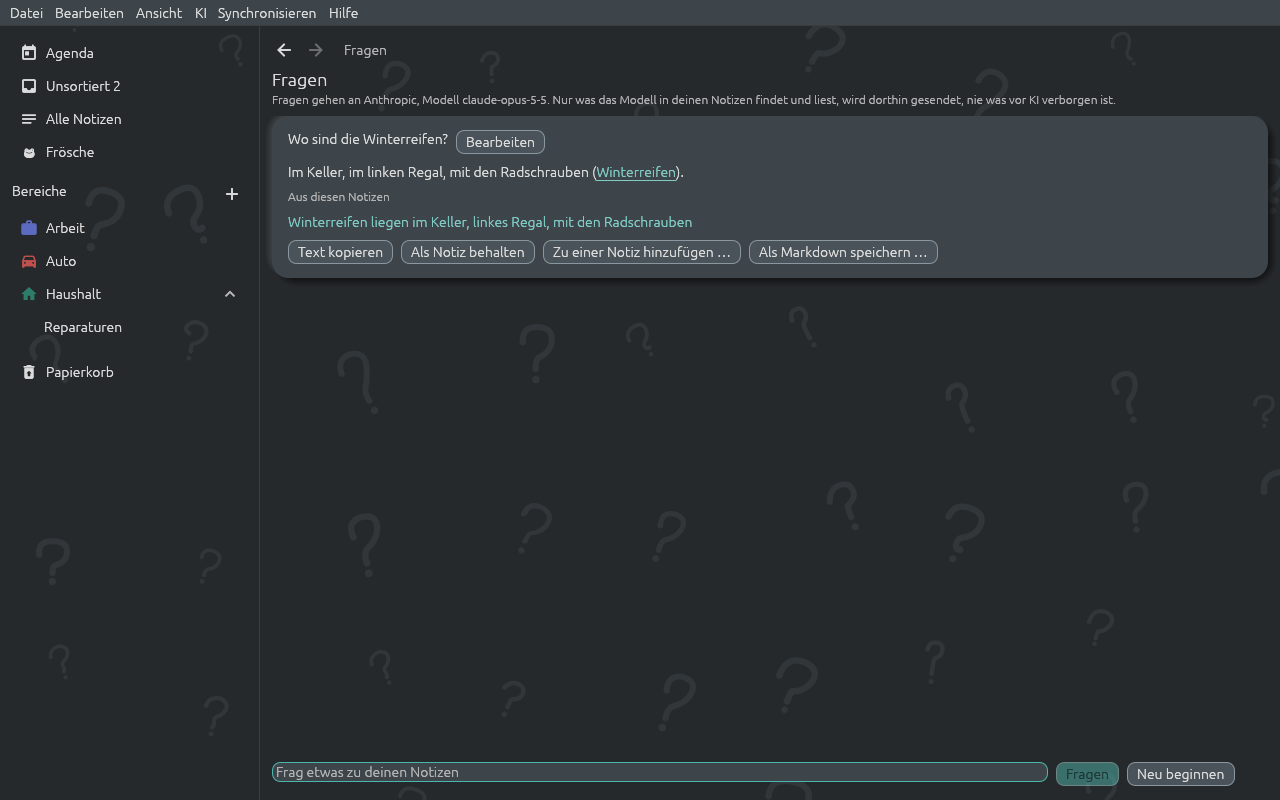 Datei Bearbeiten Ansicht KI Synchronisieren Hilfe
Agenda
Unsortiert 2
Alle Notizen
Frösche
Bereiche
Arbeit
Auto
Haushalt
Reparaturen
Papierkorb
Fragen
Fragen
Fragen gehen an Anthropic, Modell claude-opus-5-5. Nur was das Modell in deinen Notizen findet und liest, wird dorthin gesendet, nie was vor KI verborgen ist.
Wo sind die Winterreifen? Bearbeiten
Im Keller, im linken Regal, mit den Radschrauben (Winterreifen).
Aus diesen Notizen
Winterreifen liegen im Keller, linkes Regal, mit den Radschrauben
Text kopieren Als Notiz behalten Zu einer Notiz hinzufügen … Als Markdown speichern …
Frag etwas zu deinen Notizen Fragen Neu beginnen